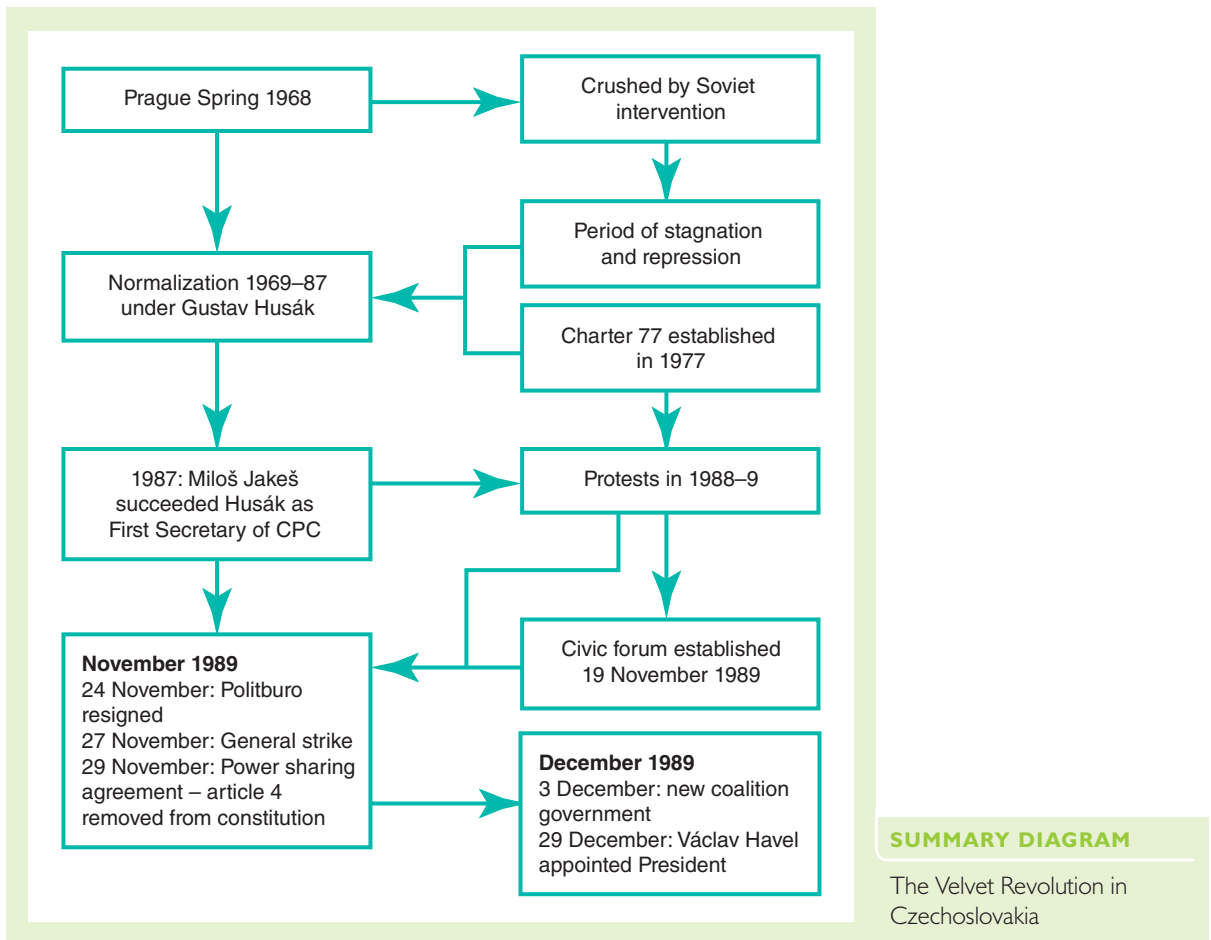 Prague Spring 1968
Crushed by Soviet
intervention
Period of stagnation
and repression
Normalization 1969–87
under Gustav Husák
Charter 77 established
in 1977
1987: Miloš Jakeš
succeeded Husák as
First Secretary of CPC
Protests in 1988–9
Civic forum established
19 November 1989
November 1989
24 November: Politburo
resigned
27 November: General strike
29 November: Power sharing
agreement – article 4
removed from constitution
December 1989
3 December: new coalition
government
29 December: Václav Havel
appointed President
SUMMARY DIAGRAM
The Velvet Revolution in
Czechoslovakia